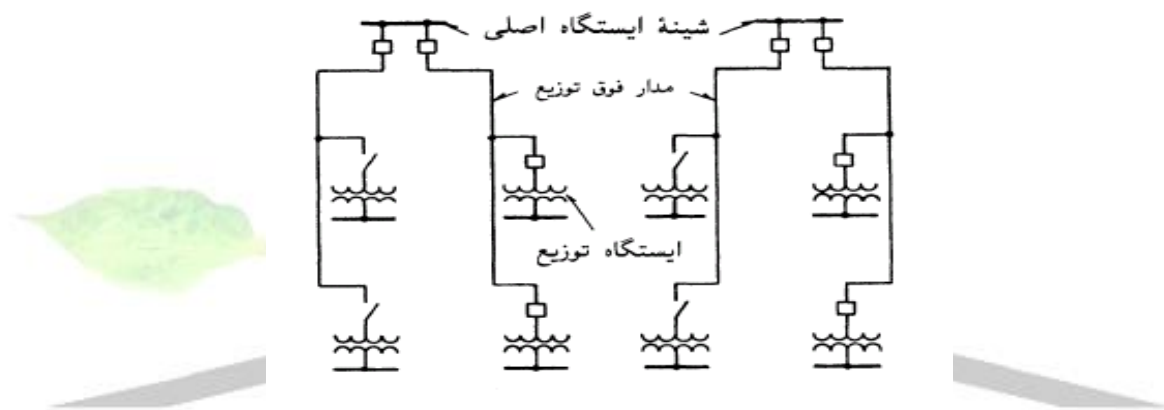 شینهٔ ایستگاه اصلی
مدار فوق توزیع
ایستگاه توزیع